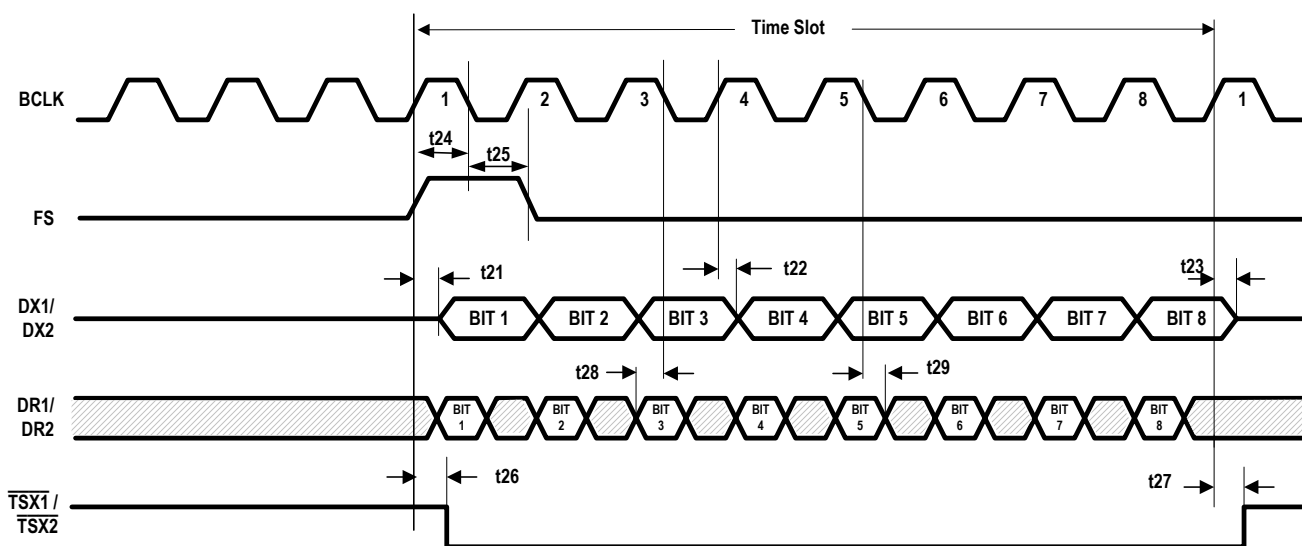 Time Slot
BCLK
1 2 3 4 5 6 7 8 1
t24
t25
FS
t21 t22 t23
DX1/
DX2
BIT 1 BIT 2 BIT 3 BIT 4 BIT 5 BIT 6 BIT 7 BIT 8
t28 t29
DR1/
DR2
BIT BIT BIT BIT BIT BIT BIT BIT
1 2 3 4 5 6 7 8
t26 t27
TSX1 /
TSX2